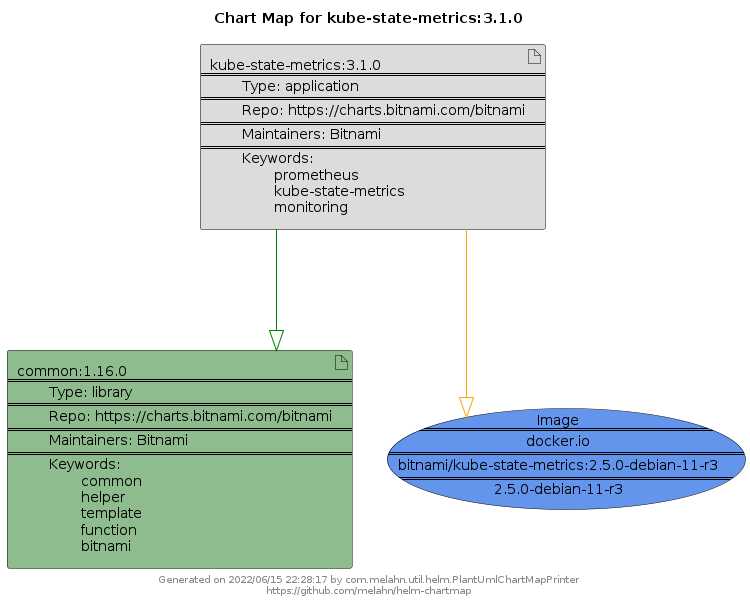 Chart Map for kube-state-metrics:3.1.0
kube-state-metrics:3.1.0
Type: application
Repo: https://charts.bitnami.com/bitnami
Maintainers: Bitnami
Keywords:
prometheus
kube-state-metrics
monitoring
common:1.16.0
Type: library
Repo: https://charts.bitnami.com/bitnami
Maintainers: Bitnami
Keywords:
common
helper
template
function
bitnami
Image
docker.io
bitnami/kube-state-metrics:2.5.0-debian-11-r3
2.5.0-debian-11-r3
Generated on 2022/06/15 22:28:17 by com.melahn.util.helm.PlantUmlChartMapPrinter
https://github.com/melahn/helm-chartmap